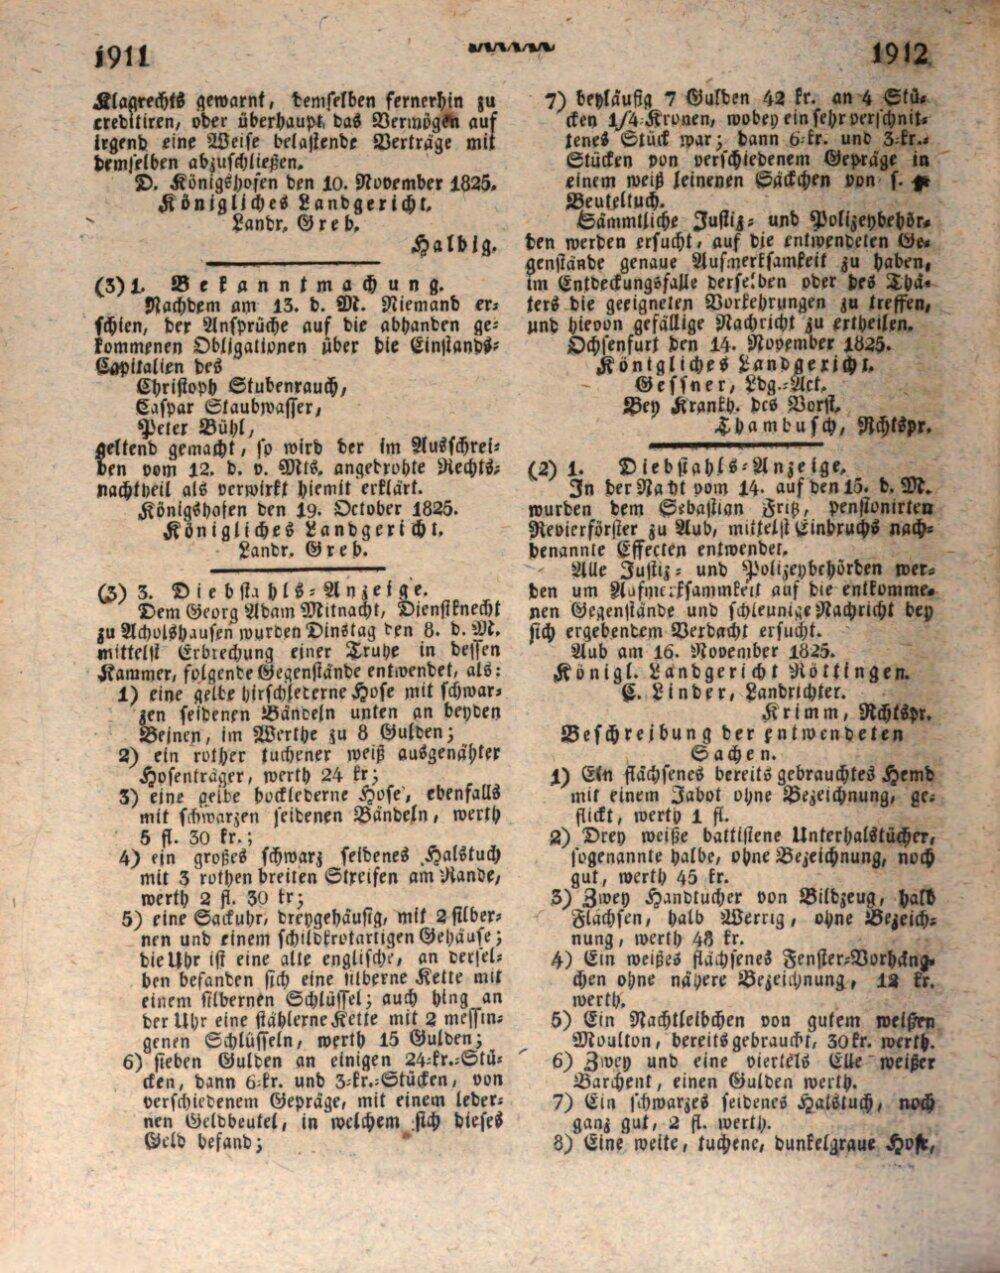 1911
Klagrechts gewarnt, demselben fernerhin zu
creditiren, oder überhaupt das Vermögen auf
irgend eine Weise belastende Verträge mit
demselben abzuschließen.
D. Königshofen den 10. November 1825.
Königliches Landgericht.
Landr. Greb.
Halbig.
(3) 1. Bekanntmachung.
Nachdem am 13. d. M. Niemand er-
schien, der Ansprüche auf die abhanden ge-
kommenen Obligationen über die Einstands-
Capitalien des
Christoph Stubenrauch,
Caspar Staubwasser,
Peter Bühl,
geltend gemacht, so wird der im Ausschrei-
ben vom 12. d. v. Mts. angedrohte Rechts-
nachtheil als verwirkt hiemit erklärt.
Königshofen den 19. October 1825.
Königliches Landgericht.
Landr. Greb.
(3) 3. Diebstahls-Anzeige.
Dem Georg Adam Mitnacht, Dienstknecht
zu Acholshausen wurden Dinstag den 8. d. M.
mittelst Erbrechung einer Truhe in dessen
Kammer, folgende Gegenstände entwendet, als:
1) eine gelbe hirschlederne Hose mit schwar-
zen seidenen Bändeln unten an beyden
Beinen, im Werthe zu 8 Gulden;
2) ein rother tuchener weiß ausgenähter
Hosenträger, werth 24 kr;
3) eine gelbe bocklederne Hose, ebenfalls
mit schwarzen seidenen Bändeln, werth
5 fl. 30 kr.;
4) ein großes schwarz seidenes Halstuch
mit 3 rothen breiten Streifen am Rande,
werth 2 fl. 30 kr;
5) eine Sackuhr, dreygehäusig, mit 2 silber-
nen und einem schildkrotartigen Gehäuse;
die Uhr ist eine alte englische, an dersel-
ben befanden sich eine silberne Kette mit
einem silbernen Schlüssel; auch hing an
der Uhr eine stählerne Kette mit 2 messin-
genen Schlüsseln, werth 15 Gulden;
6) sieben Gulden an einigen 24-kr.-Stü-
cken, dann 6-kr. und 3-kr.-Stücken, von
verschiedenem Gepräge, mit einem leder-
nen Geldbeutel, in welchem sich dieses
Geld befand;
1912
7) beyläufig 7 Gulden 42 kr. an 4 Stü-
cken 1/4-Kronen, wobey ein sehr verschnit-
tenes Stück war; dann 6-kr. und 3-kr.-
Stücken von verschiedenem Gepräge in
einem weiß leinenen Säckchen von s. g.
Beuteltuch.
Sämmtliche Justiz- und Polizeybehör-
den werden ersucht, auf die entwendeten Ge-
genstände genaue Aufmerksamkeit zu haben,
im Entdeckungsfalle derselben oder des Thä-
ters die geeigneten Vorkehrungen zu treffen,
und hievon gefällige Nachricht zu ertheilen.
Ochsenfurt den 14. November 1825.
Königliches Landgericht.
Gessner, Ldg.-Act.
Bey Krankh. des Vorst.
Thambusch, Rchtspr.
(2) 1. Diebstahls-Anzeige.
In der Nacht vom 14. auf den 15. d. M.
wurden dem Sebastian Friß, pensionirten
Revierförster zu Aub, mittelst Einbruchs nach-
benannte Effecten entwendet.
Alle Justiz- und Polizeybehörden wer-
den um Aufmerksammkeit auf die entkomme-
nen Gegenstände und schleunige Nachricht bey
sich ergebendem Verdacht ersucht.
Aub am 16. November 1825.
Königl. Landgericht Röttingen.
C. Linder, Landrichter.
Krimm, Rchtspr.
Beschreibung der entwendeten
Sachen.
1) Ein flächsenes bereits gebrauchtes Hemd
mit einem Jabot ohne Bezeichnung, ge-
flickt, werth 1 fl.
2) Drey weiße battistene Unterhalstücher,
sogenannte halbe, ohne Bezeichnung, noch
gut, werth 45 kr.
3) Zwey Handtücher von Bildzeug, halb
Flächsen, halb Werrig, ohne Bezeich-
nung, werth 48 kr.
4) Ein weißes flächsenes Fenster-Vorhäng-
chen ohne nähere Bezeichnung, 12 kr.
werth.
5) Ein Nachtleibchen von gutem weißen
Moulton, bereits gebraucht, 30 kr. werth.
6) Zwey und eine viertels Elle weißer
Barchent, einen Gulden werth.
7) Ein schwarzes seidenes Halstuch, noch
ganz gut, 2 fl. werth.
8) Eine weite, tuchene, dunkelgraue Hose,